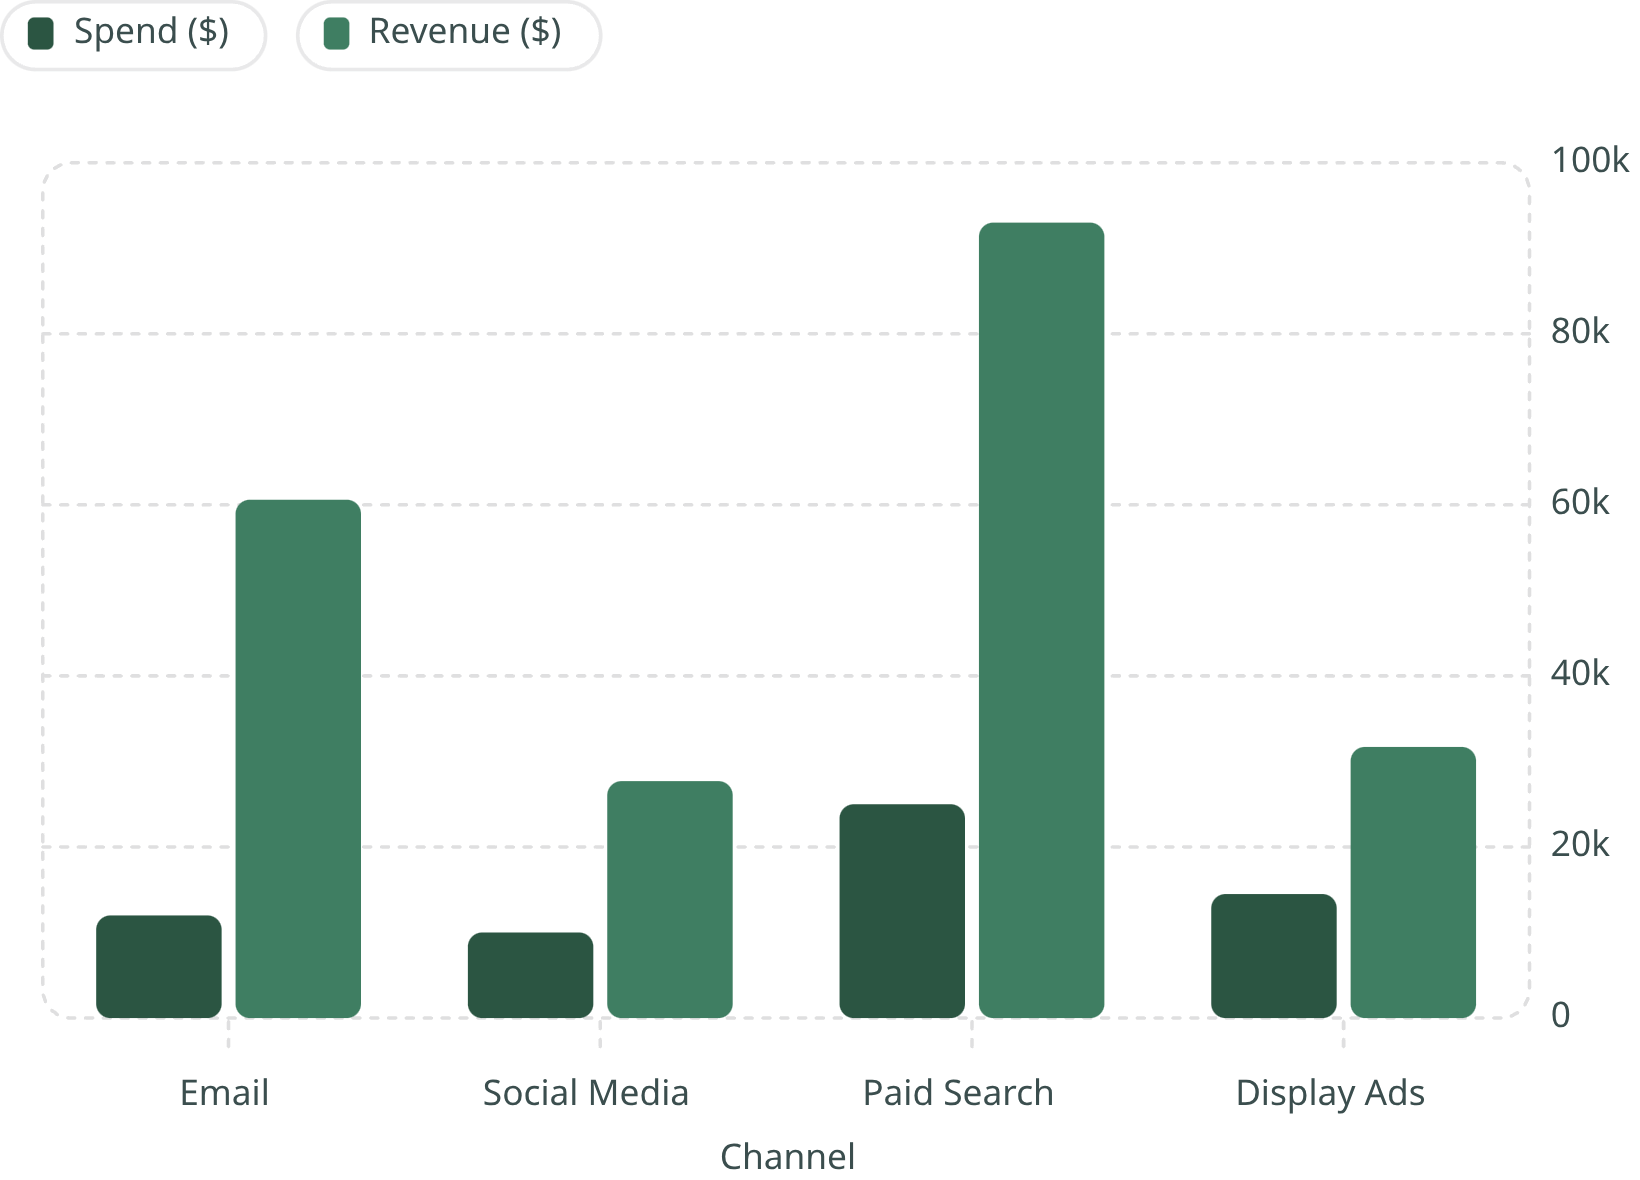 Spend ($)
Revenue ($)
100k
80k
60k
40k
20k
0
Email
Social Media
Paid Search
Display Ads
Channel